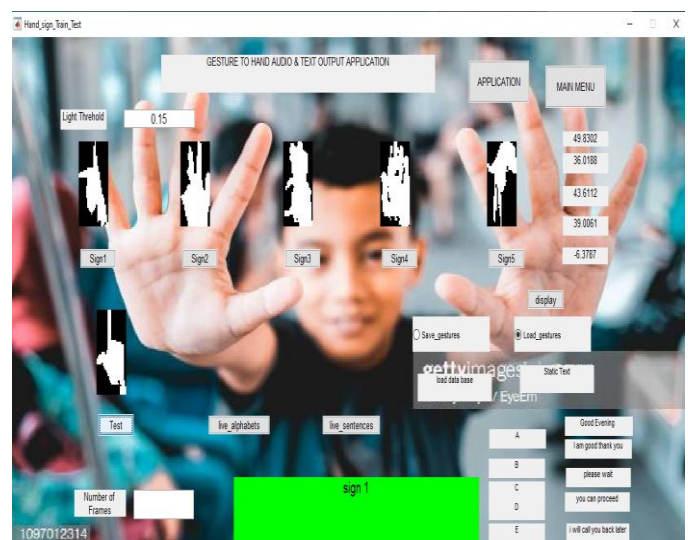 Hand_sign_Train_Test
GESTURE TO HAND AUDIO & TEXT OUTPUT APPLICATION
APPLICATION
MAIN MENU
Light Threhold
0.15
49.8302
36.0188
43.6112
39.0061
-6.3787
Sign1
Sign2
Sign3
Sign4
Sign5
display
Save_gestures
Load_gestures
gettyimages
load data base
Static Text
/ EyeEm
Test
live_alphabets
live_sentences
A
B
C
D
E
Good Evening
I am good thank you
please wait
you can proceed
i will call you back later
Number of
Frames
sign 1
1097012314